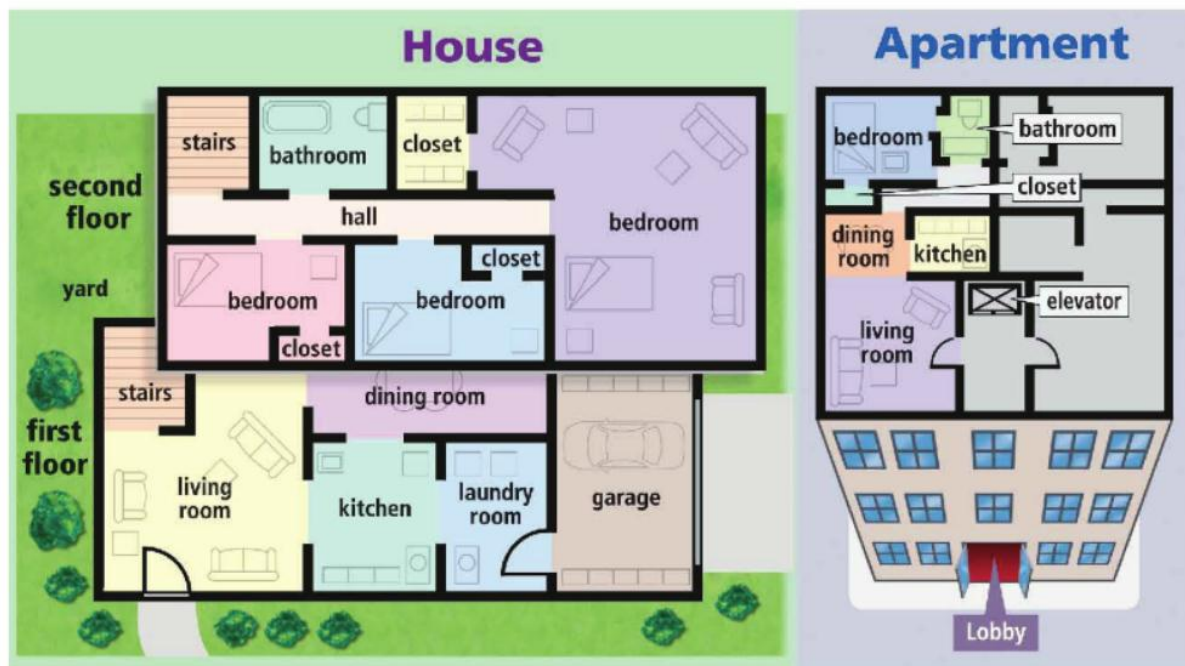 House
stairs
bathroom
closet
second
floor
hall
bedroom
closet
bedroom
bedroom
yard
closet
stairs
dining room
first
floor
living
room
kitchen
laundry
room
garage
Apartment
bedroom
bathroom
closet
dining
room
kitchen
elevator
living
room
Lobby